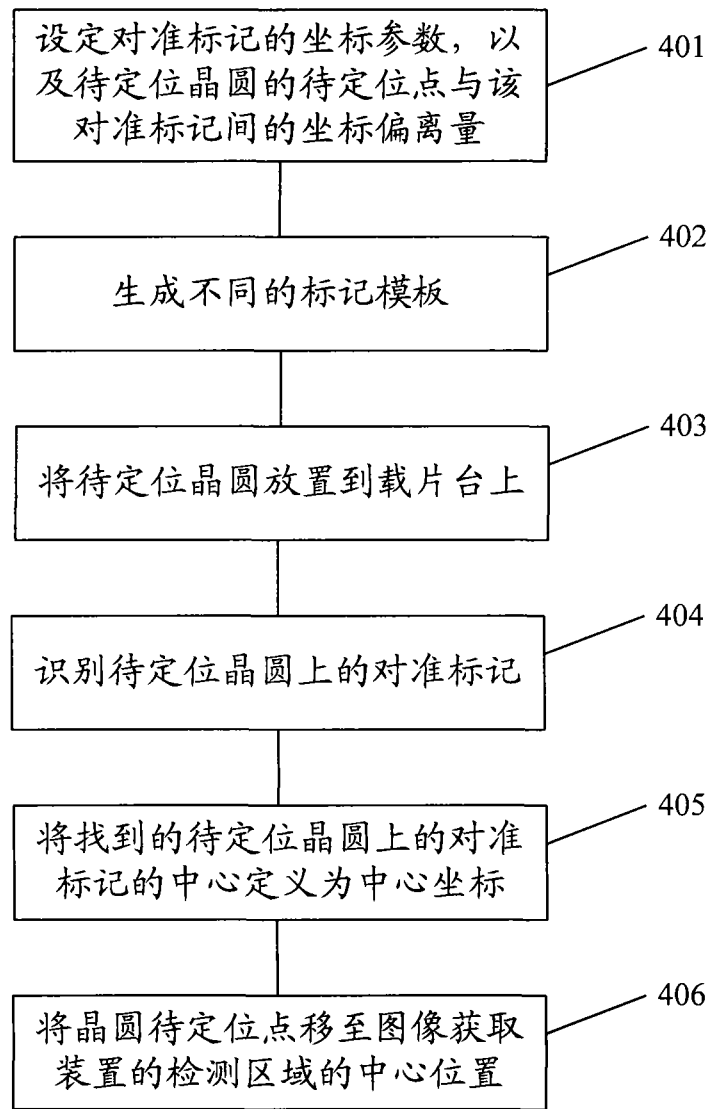 设定对准标记的坐标参数，以
及待定位晶圆的待定位点与该
对准标记间的坐标偏离量
401
生成不同的标记模板
402
将待定位晶圆放置到载片台上
403
识别待定位晶圆上的对准标记
404
将找到的待定位晶圆上的对准
标记的中心定义为中心坐标
405
将晶圆待定位点移至图像获取
装置的检测区域的中心位置
406